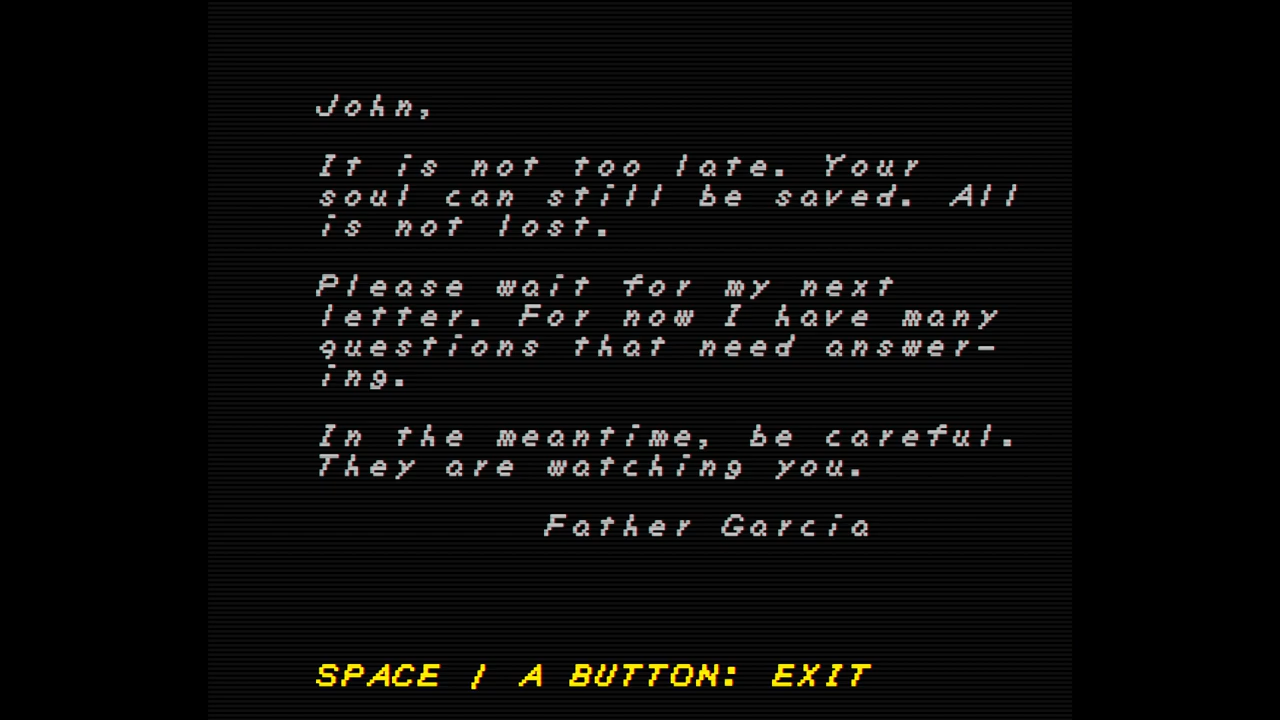 John,
It is not too late. Your
soul can still be saved. All
is not lost.
Please wait for my next
letter. For now I have many
questions that need answer-
ing.
In the meantime, be careful.
They are watching you.
Father Garcia
SPACE / A BUTTON: EXIT